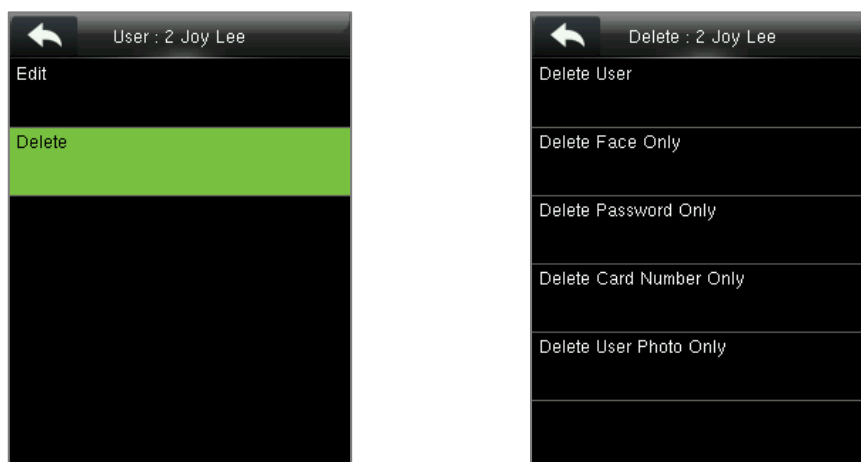 User : 2 Joy Lee
Edit
Delete
Delete : 2 Joy Lee
Delete User
Delete Face Only
Delete Password Only
Delete Card Number Only
Delete User Photo Only